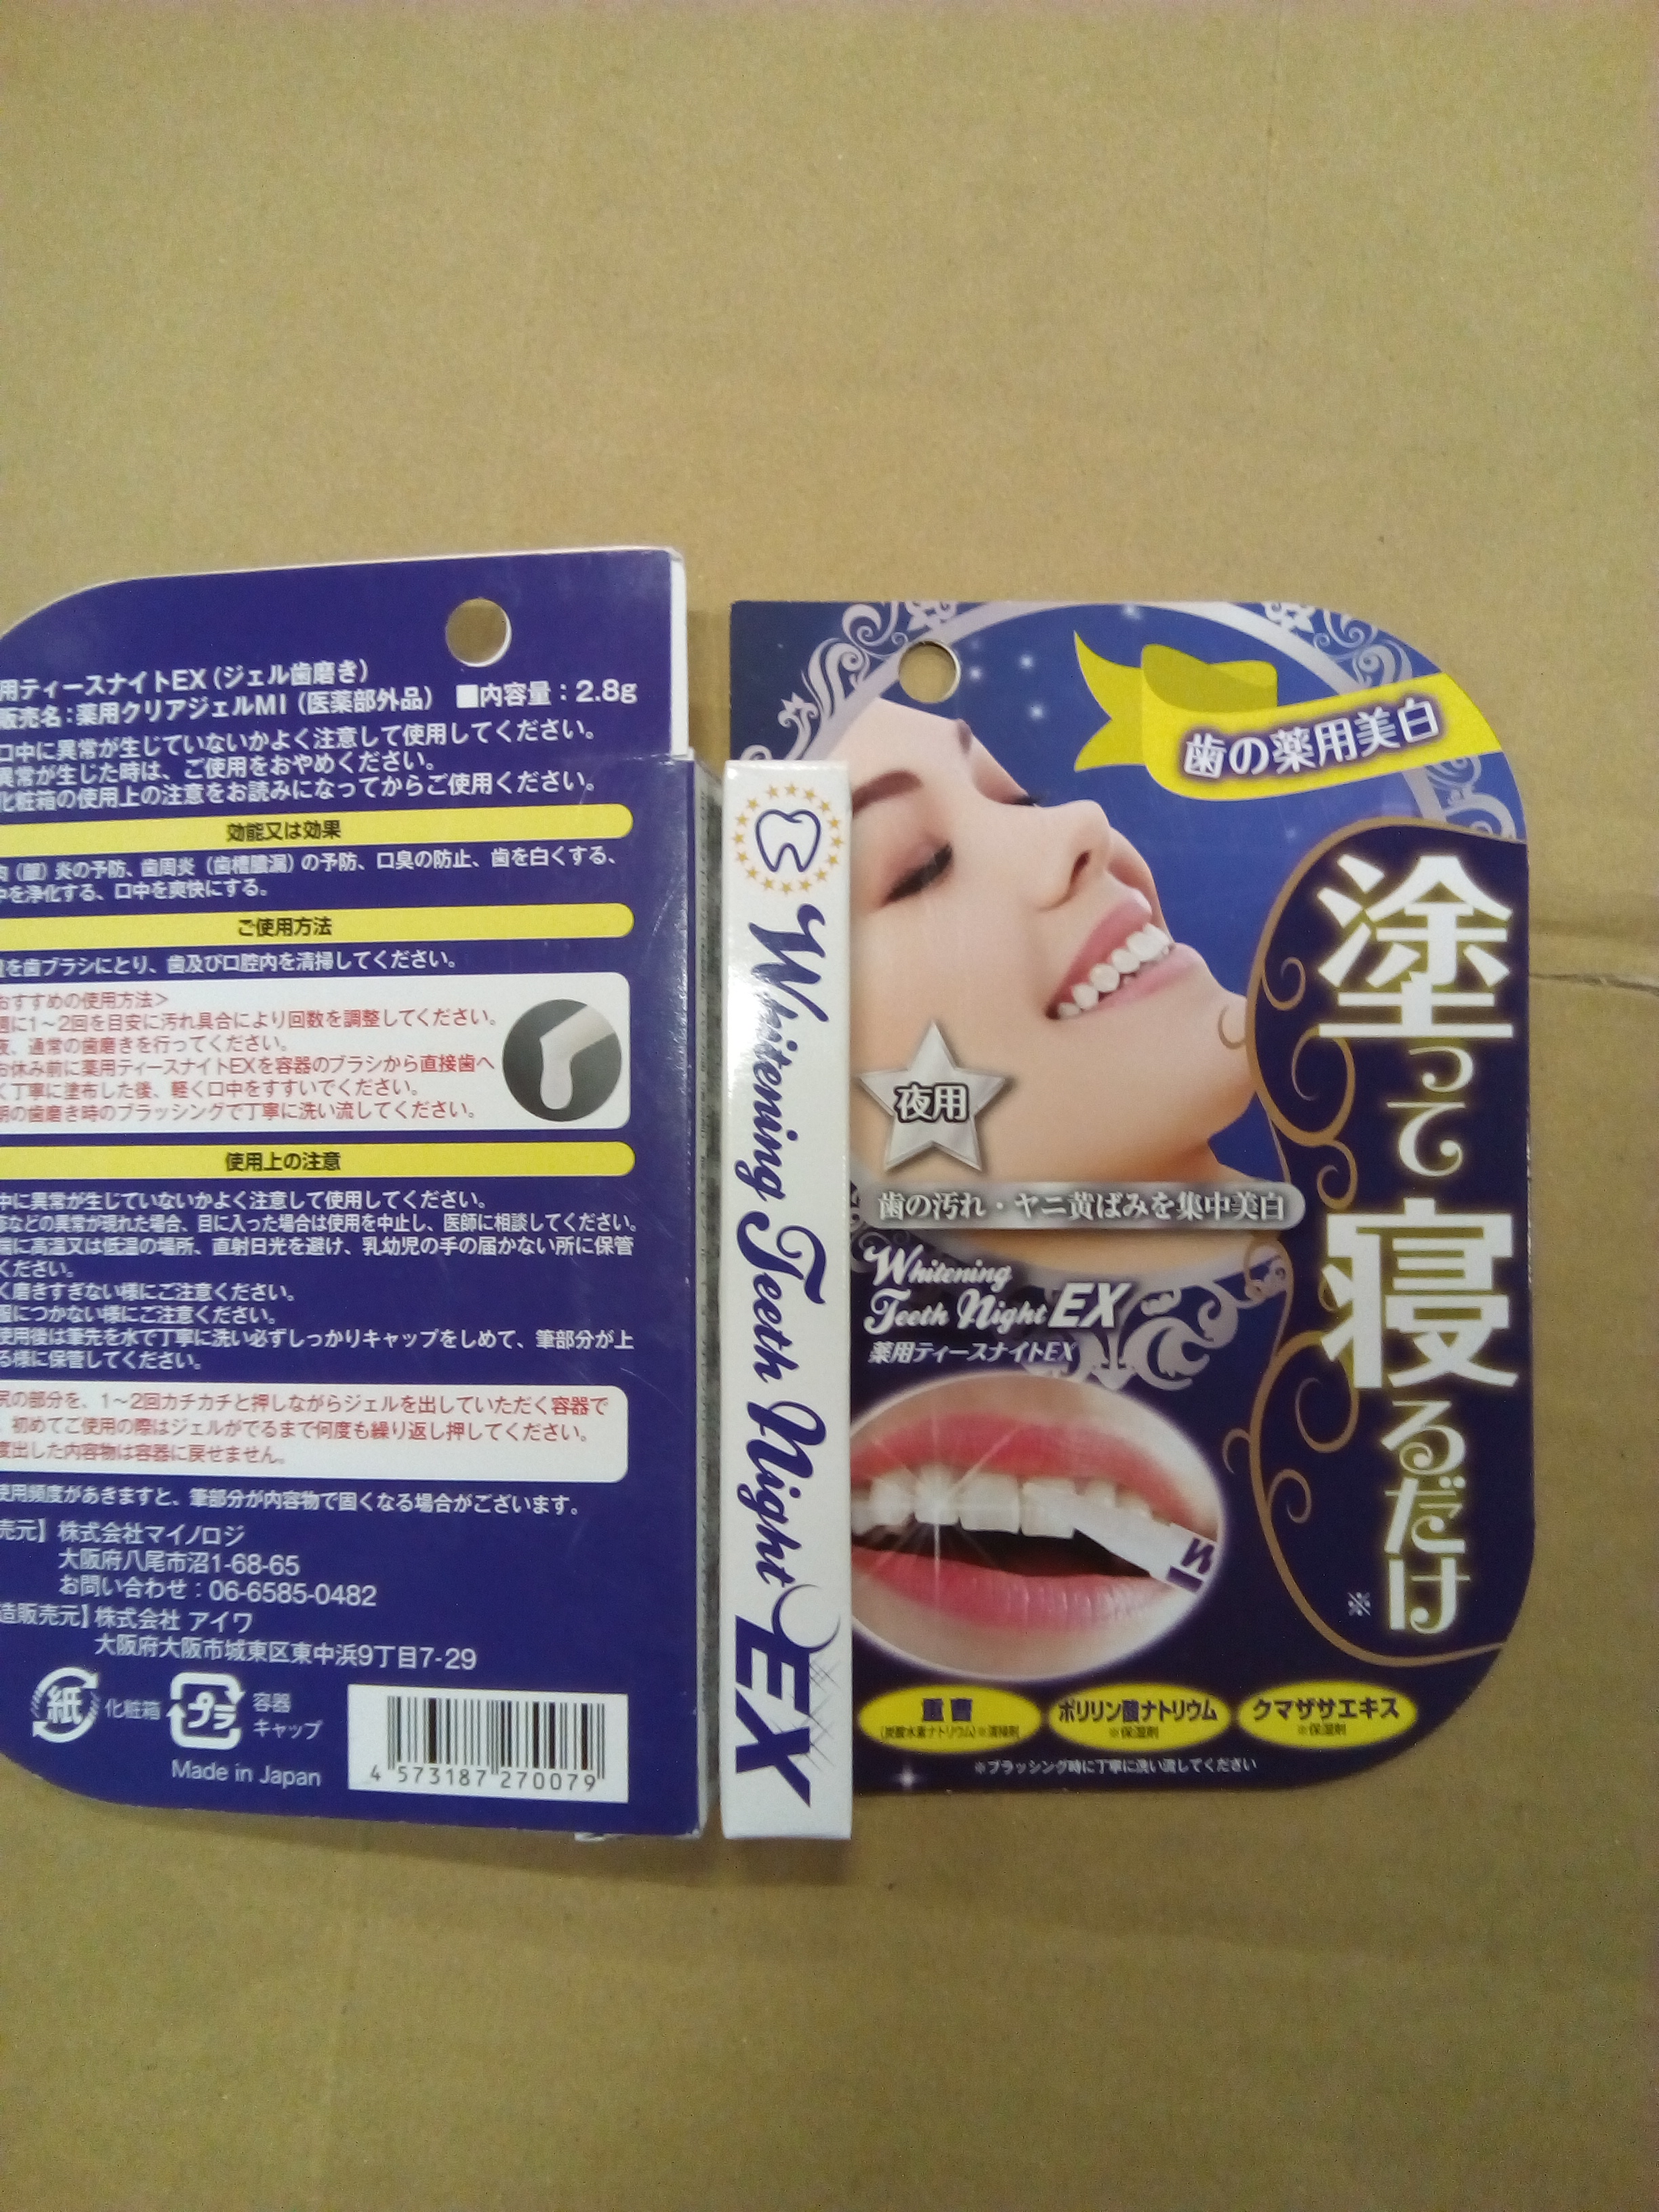 用ティースナイトEX(ジェル歯磨き)
販売名:薬用クリアジェルMI(医薬部外品) ■内容量:2.8g
口中に異常が生じていないかよく注意して使用してください。
異常が生じた時は、ご使用をおやめください。
化粧箱の使用上の注意をお読みになってからご使用ください。
効能又は効果
肉(齦)炎の予防、歯周炎(歯槽膿漏)の予防、口臭の防止、歯を白くする、
中を浄化する、口中を爽快にする。
ご使用方法
を歯ブラシにとり、歯及び口腔内を清掃してください。
おすすめの使用方法>
週に1〜2回を目安に汚れ具合により回数を調整してください。
夜、通常の歯磨きを行ってください。
お休み前に薬用ティースナイトEXを容器のブラシから直接歯へ
く丁寧に塗布した後、軽く口中をすすいでください。
朝の歯磨き時のブラッシングで丁寧に洗い流してください。
使用上の注意
中に異常が生じていないかよく注意して使用してください。
などの異常が現れた場合、目に入った場合は使用を中止し、医師に相談してください。
端に高温又は低温の場所、直射日光を避け、乳幼児の手の届かない所に保管
ください。
く磨きすぎない様にご注意ください。
服につかない様にご注意ください。
使用後は筆先を水で丁寧に洗い必ずしっかりキャップをしめて、筆部分が上
る様に保管してください。
尻の部分を、1〜2回カチカチと押しながらジェルを出していただく容器で
。初めてご使用の際はジェルがでるまで何度も繰り返し押してください。
度出した内容物は容器に戻せません。
使用頻度があきますと、筆部分が内容物で固くなる場合がございます。
売元】株式会社マイノロジ
大阪府八尾市沼1-68-65
お問い合わせ:06-6585-0482
造販売元】株式会社 アイワ
大阪府大阪市城東区東中浜9丁目7-29
紙 化粧箱 プラ 容器
キャップ
Made in Japan
4 573187 270079
Whitening Teeth Night EX
歯の薬用美白
塗って寝るだけ
※
夜用
歯の汚れ・ヤニ黄ばみを集中美白
Whitening
Teeth Night EX
薬用ティースナイトEX
W
重曹
(炭酸水素ナトリウム)※清掃剤
ポリリン酸ナトリウム
※保湿剤
クマザサエキス
※保湿剤
※ブラッシング時に丁寧に洗い流してください